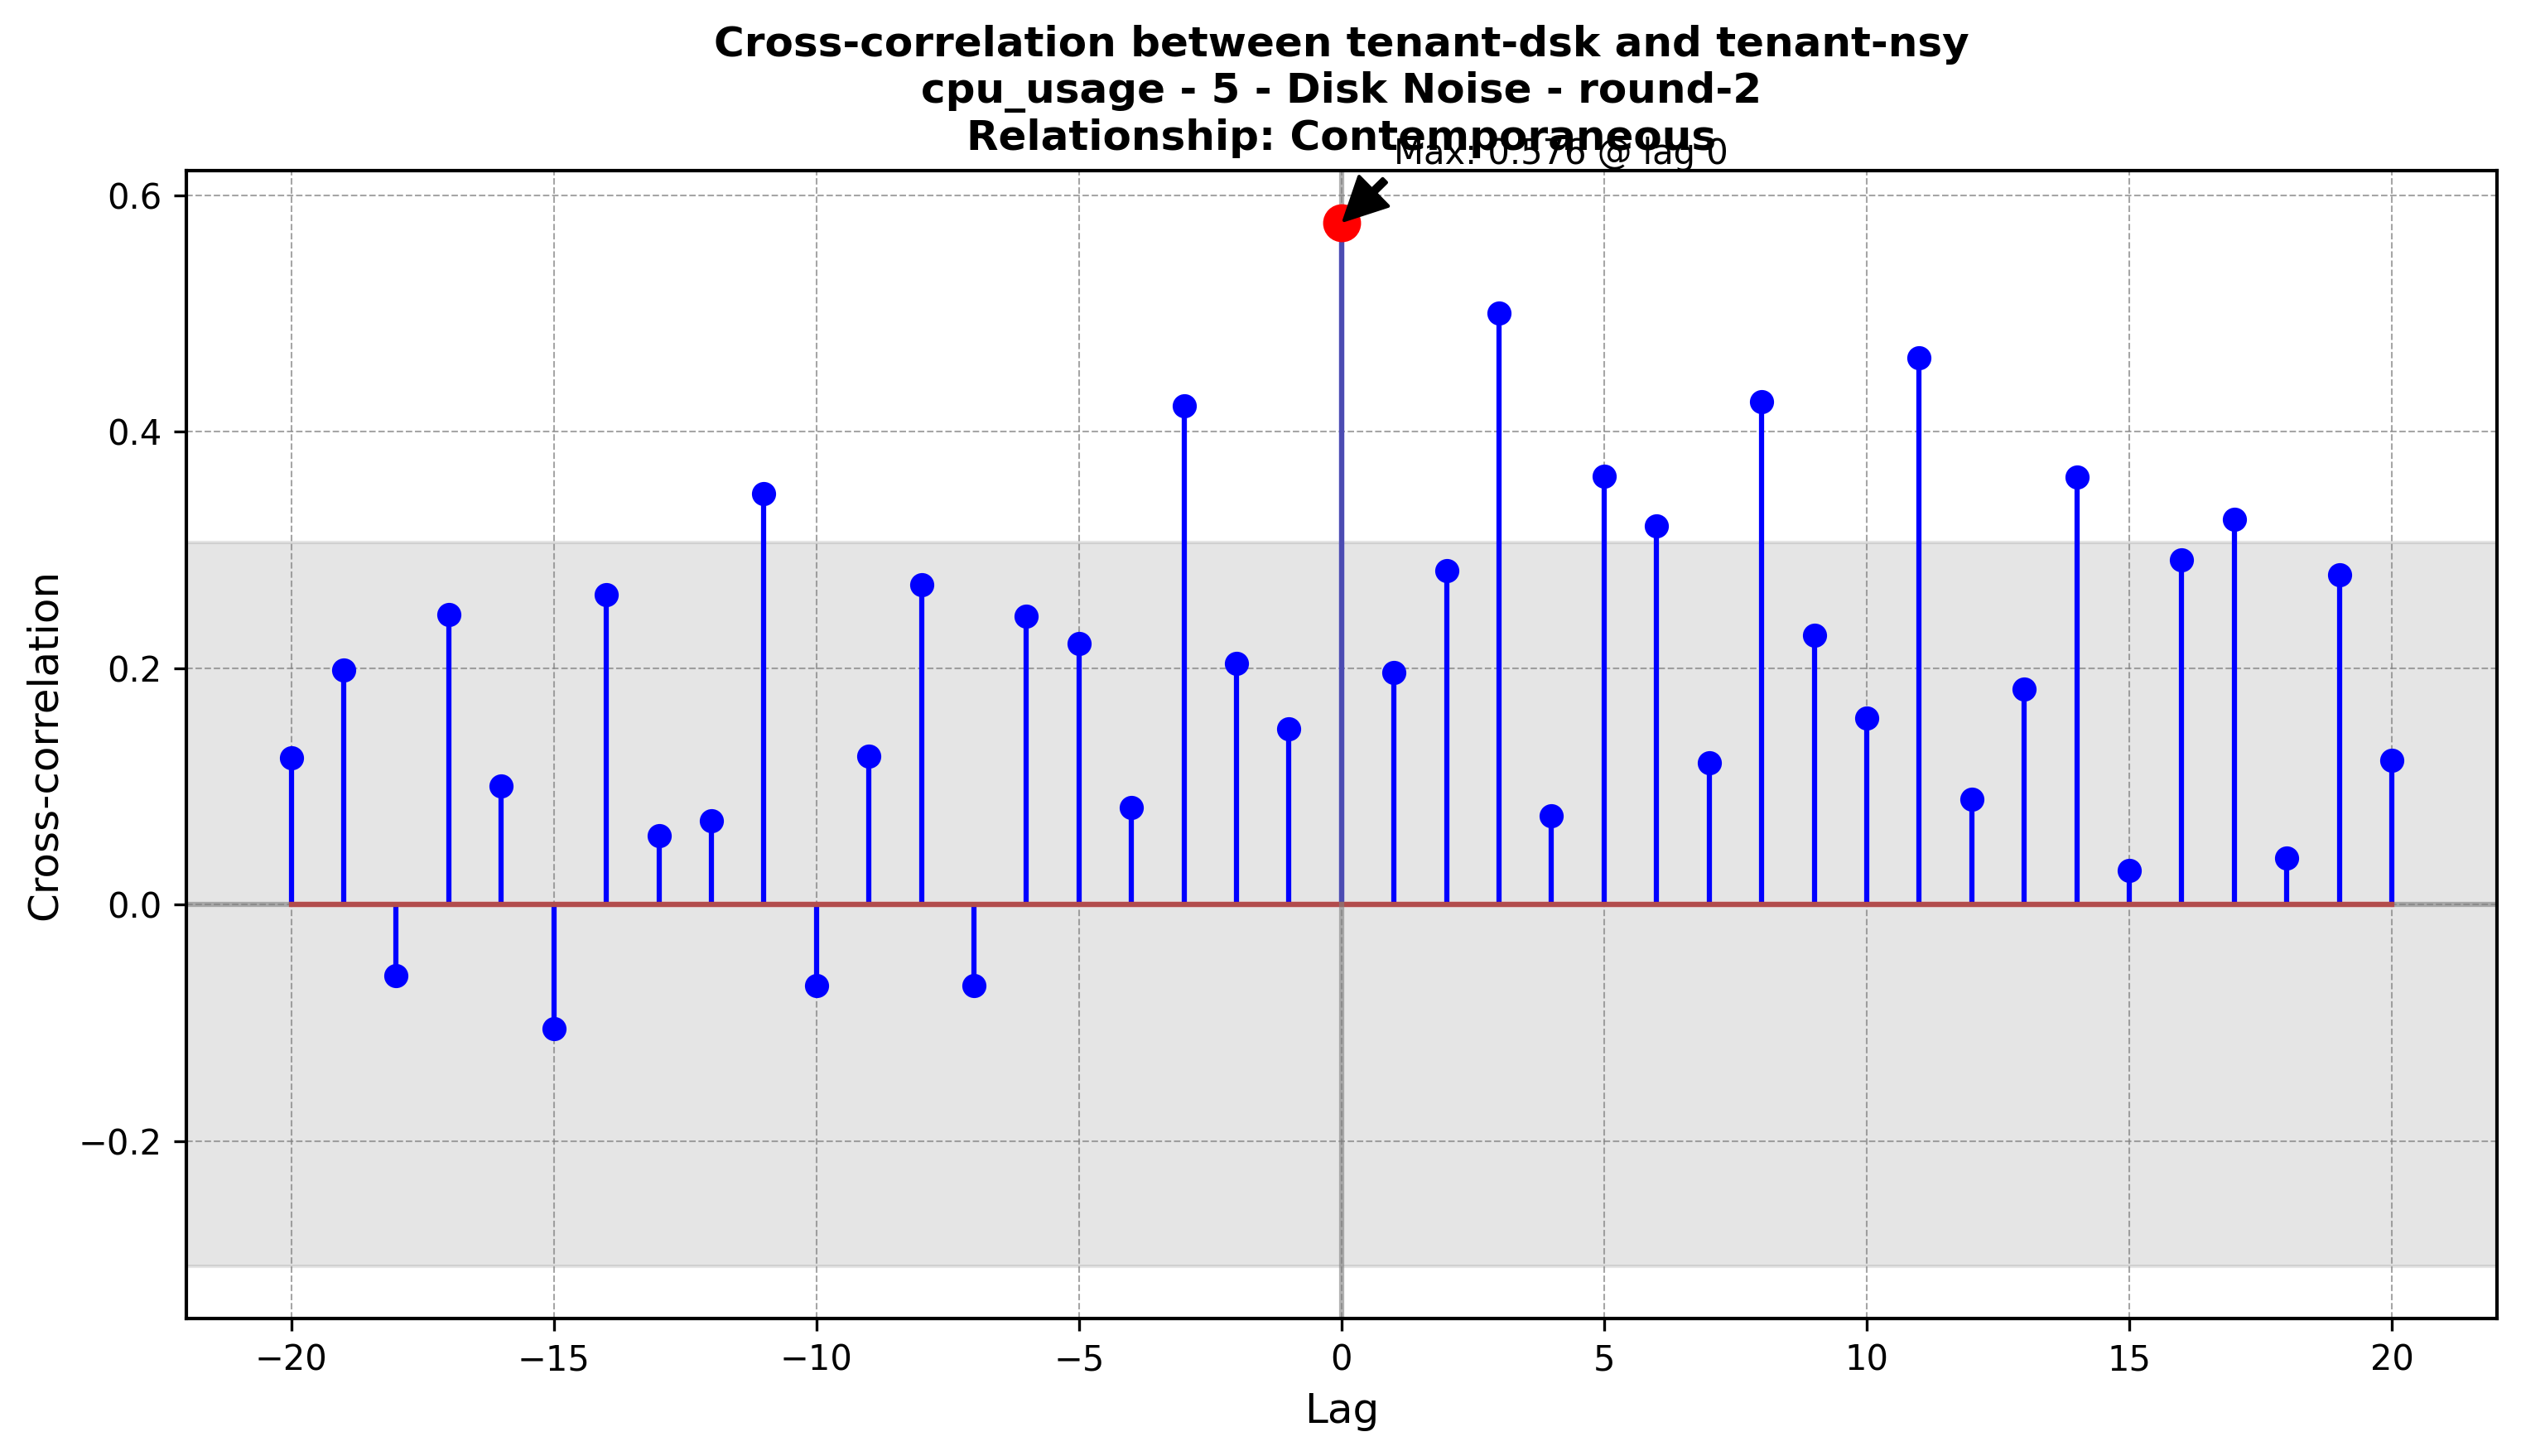 Cross-correlation between tenant-dsk and tenant-nsy
cpu_usage - 5 - Disk Noise - round-2
Relationship: Contemporaneous
Max: 0.576 @ lag 0
0.6
0.4
0.2
0.0
−0.2
Cross-correlation
−20
−15
−10
−5
0
5
10
15
20
Lag